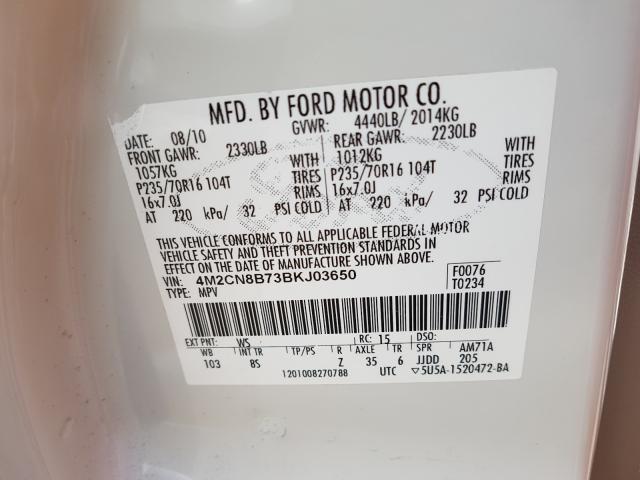 MFD. BY FORD MOTOR CO.
DATE: 08/10 GVWR: 4440LB/ 2014KG
FRONT GAWR: 2330LB REAR GAWR: 2230LB
1057KG WITH 1012KG WITH
P235/70R16 104T TIRES P235/70R16 104T TIRES
16x7.0J RIMS 16x7.0J RIMS
AT 220 kPa/ 32 PSI COLD AT 220 kPa/ 32 PSI COLD
THIS VEHICLE CONFORMS TO ALL APPLICABLE FEDERAL MOTOR
VEHICLE SAFETY AND THEFT PREVENTION STANDARDS IN
EFFECT ON THE DATE OF MANUFACTURE SHOWN ABOVE.
VIN: 4M2CN8B73BKJ03650 F0076
TYPE: MPV T0234
EXT PNT: WS RC: 15 DSO:
WB INT TR TP/PS R AXLE TR SPR AM71A
103 8S Z 35 6 JJDD 205
1201008270788 UTC ▽5U5A-1520472-BA